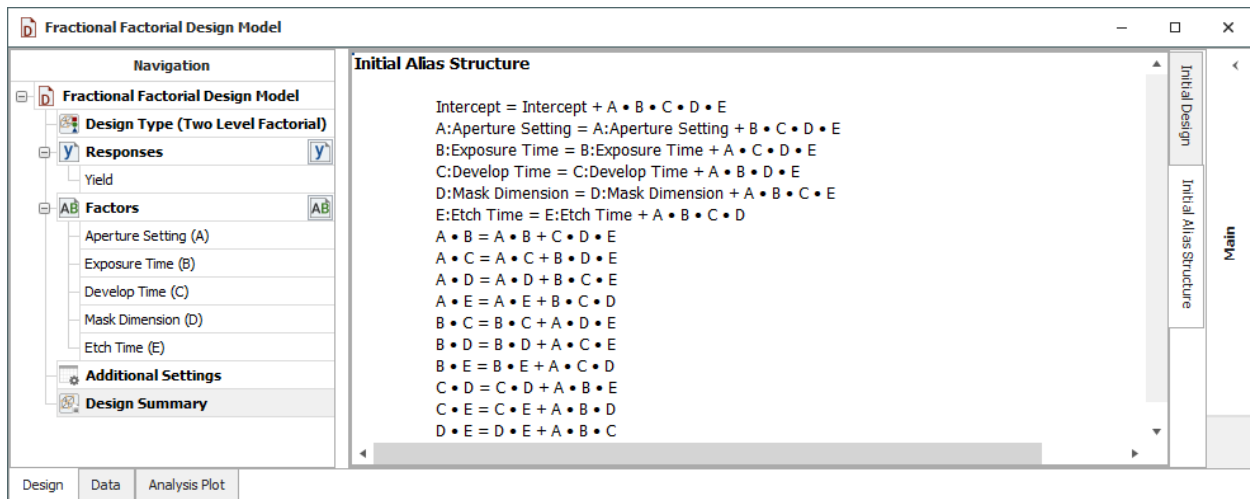 Fractional Factorial Design Model
Navigation
Fractional Factorial Design Model
Design Type (Two Level Factorial)
Responses
Yield
Factors
Aperture Setting (A)
Exposure Time (B)
Develop Time (C)
Mask Dimension (D)
Etch Time (E)
Additional Settings
Design Summary
Initial Alias Structure
Intercept = Intercept + A • B • C • D • E
A:Aperture Setting = A:Aperture Setting + B • C • D • E
B:Exposure Time = B:Exposure Time + A • C • D • E
C:Develop Time = C:Develop Time + A • B • D • E
D:Mask Dimension = D:Mask Dimension + A • B • C • E
E:Etch Time = E:Etch Time + A • B • C • D
A • B = A • B + C • D • E
A • C = A • C + B • D • E
A • D = A • D + B • C • E
A • E = A • E + B • C • D
B • C = B • C + A • D • E
B • D = B • D + A • C • E
B • E = B • E + A • C • D
C • D = C • D + A • B • E
C • E = C • E + A • B • D
D • E = D • E + A • B • C
Initial Design
Initial Alias Structure
Main
Design
Data
Analysis Plot